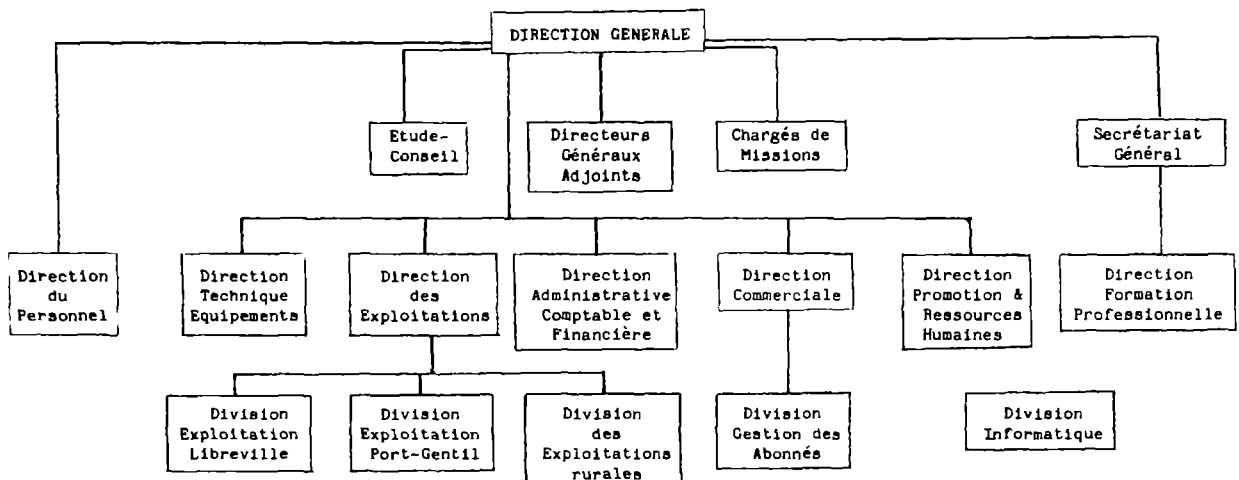 DIRECTION GENERALE
Etude-
Conseil
Directeurs
Généraux
Adjoints
Chargés de
Missions
Secrétariat
Général
Direction
du
Personnel
Direction
Technique
Equipements
Direction
des
Exploitations
Direction
Administrative
Comptable et
Financière
Direction
Commerciale
Direction
Promotion &
Ressources
Humaines
Direction
Formation
Professionnelle
Division
Exploitation
Libreville
Division
Exploitation
Port-Gentil
Division
des
Exploitations
rurales
Division
Gestion des
Abonnés
Division
Informatique